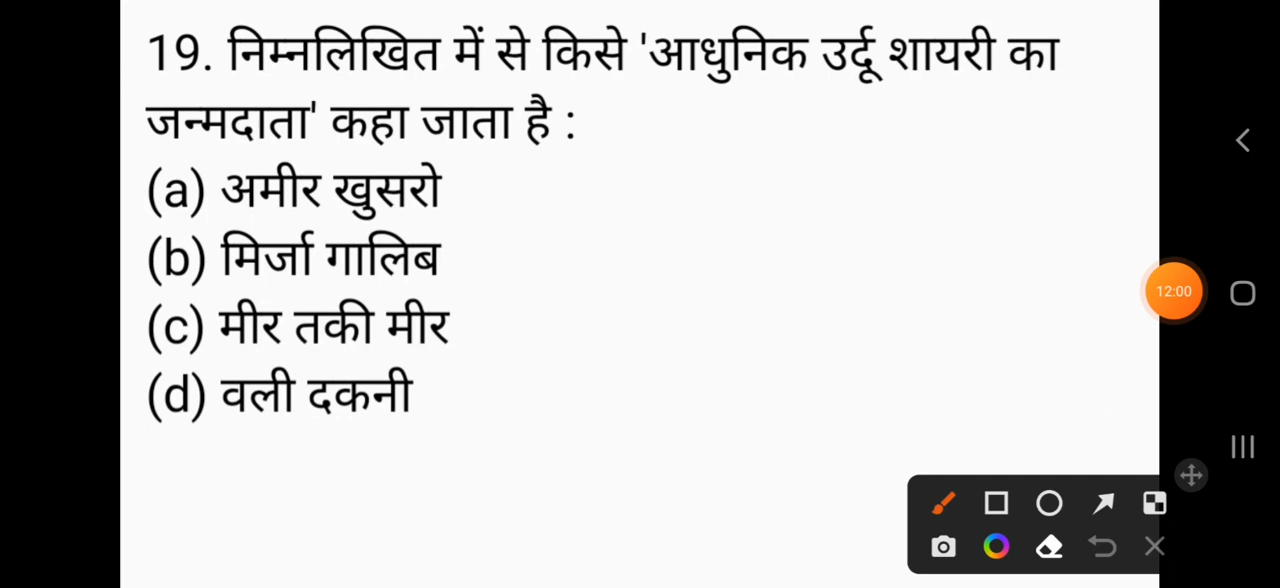 19. निम्नलिखित में से किसे 'आधुनिक उर्दू शायरी का
जन्मदाता' कहा जाता है :
(a) अमीर खुसरो
(b) मिर्जा गालिब
(c) मीर तकी मीर
(d) वली दकनी
12:00